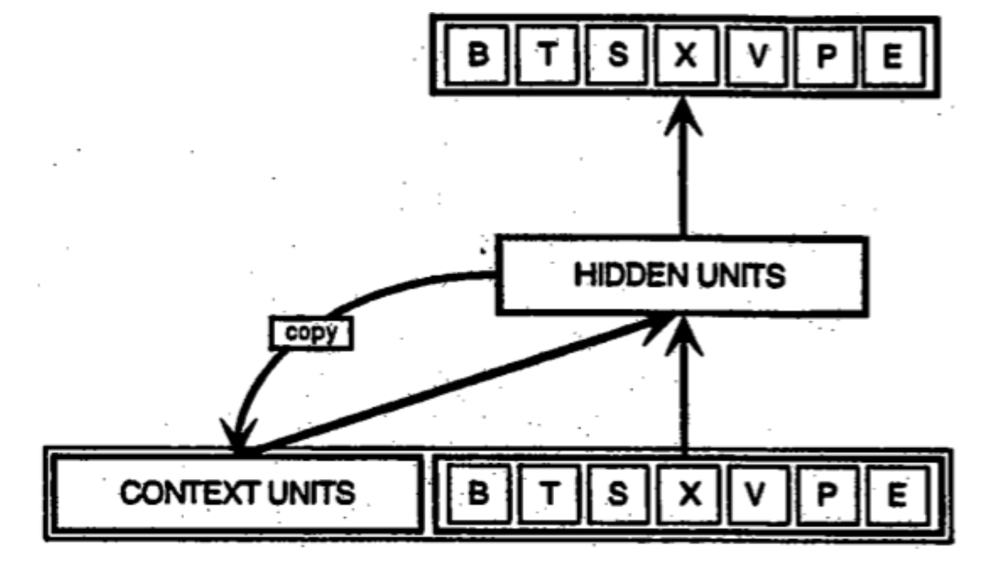 B T S X V P E
HIDDEN UNITS
copy
CONTEXT UNITS B T S X V P E